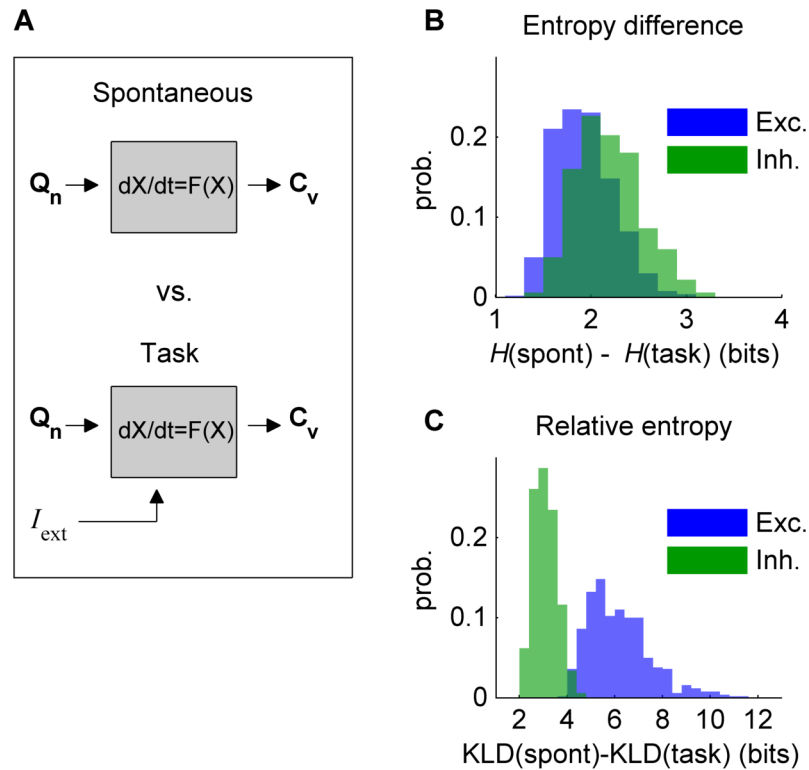 A
Spontaneous
Qn
dX/dt=F(X)
Cv
vs.
Task
Qn
dX/dt=F(X)
Cv
Iext
B
Entropy difference
Exc.
Inh.
prob.
0.2
0.1
0
1
2
3
4
H(spont) - H(task) (bits)
C
Relative entropy
Exc.
Inh.
prob.
0.2
0.1
0
2
4
6
8
10
12
KLD(spont)-KLD(task) (bits)